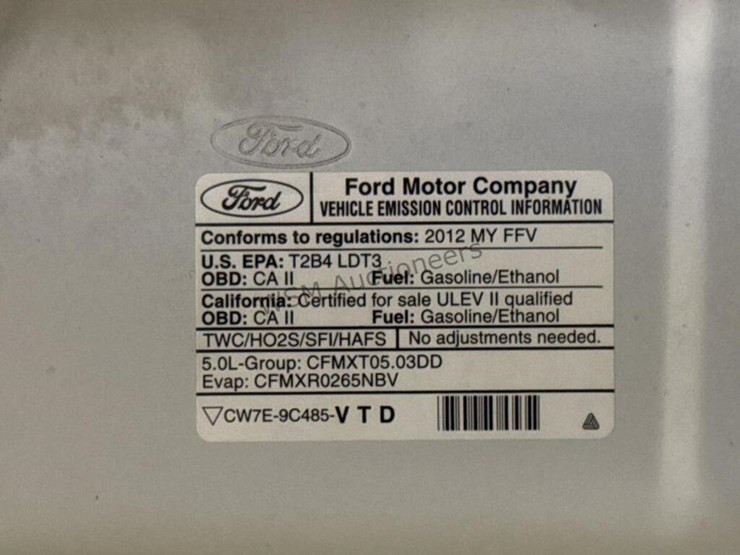 Ford
Ford
Ford Motor Company
VEHICLE EMISSION CONTROL INFORMATION
Conforms to regulations: 2012 MY FFV
U.S. EPA: T2B4 LDT3
OBD: CA II Fuel: Gasoline/Ethanol
California: Certified for sale ULEV II qualified
OBD: CA II Fuel: Gasoline/Ethanol
TWC/HO2S/SFI/HAFS No adjustments needed.
5.0L-Group: CFMXT05.03DD
Evap: CFMXR0265NBV
▽CW7E-9C485-V T D
Auctioneers